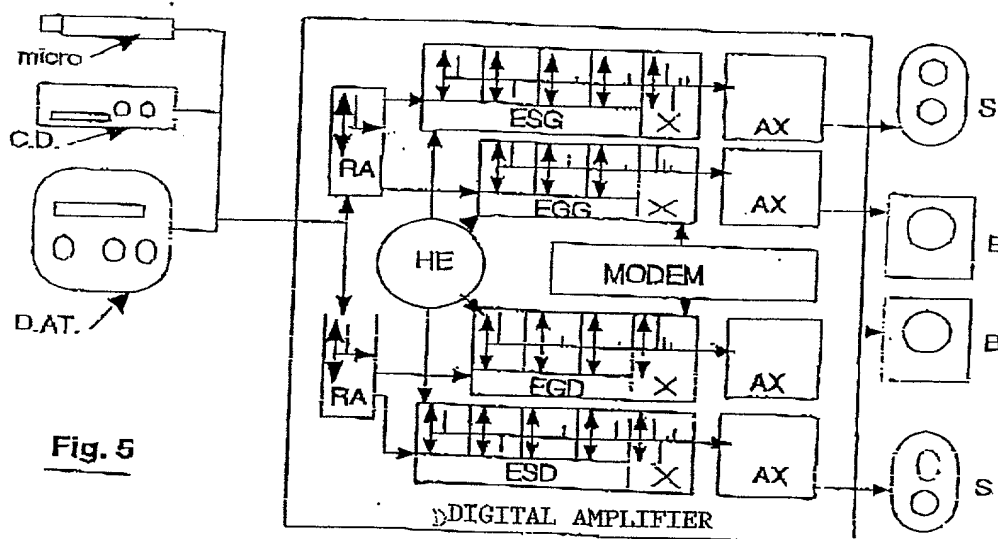 micro
C.D.
D.AT.
Fig. 5
RA
RA
HE
ESG
X
EGG
X
MODEM
EGD
X
ESD
X
AX
AX
AX
AX
S
B
S
DIGITAL AMPLIFIER